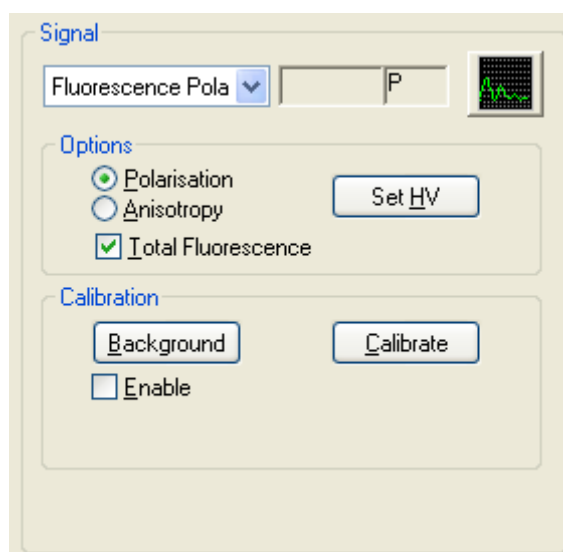 Signal
Fluorescence Pola P
Options
Polarisation
Set HV
Anisotropy
Total Fluorescence
Calibration
Background Calibrate
Enable